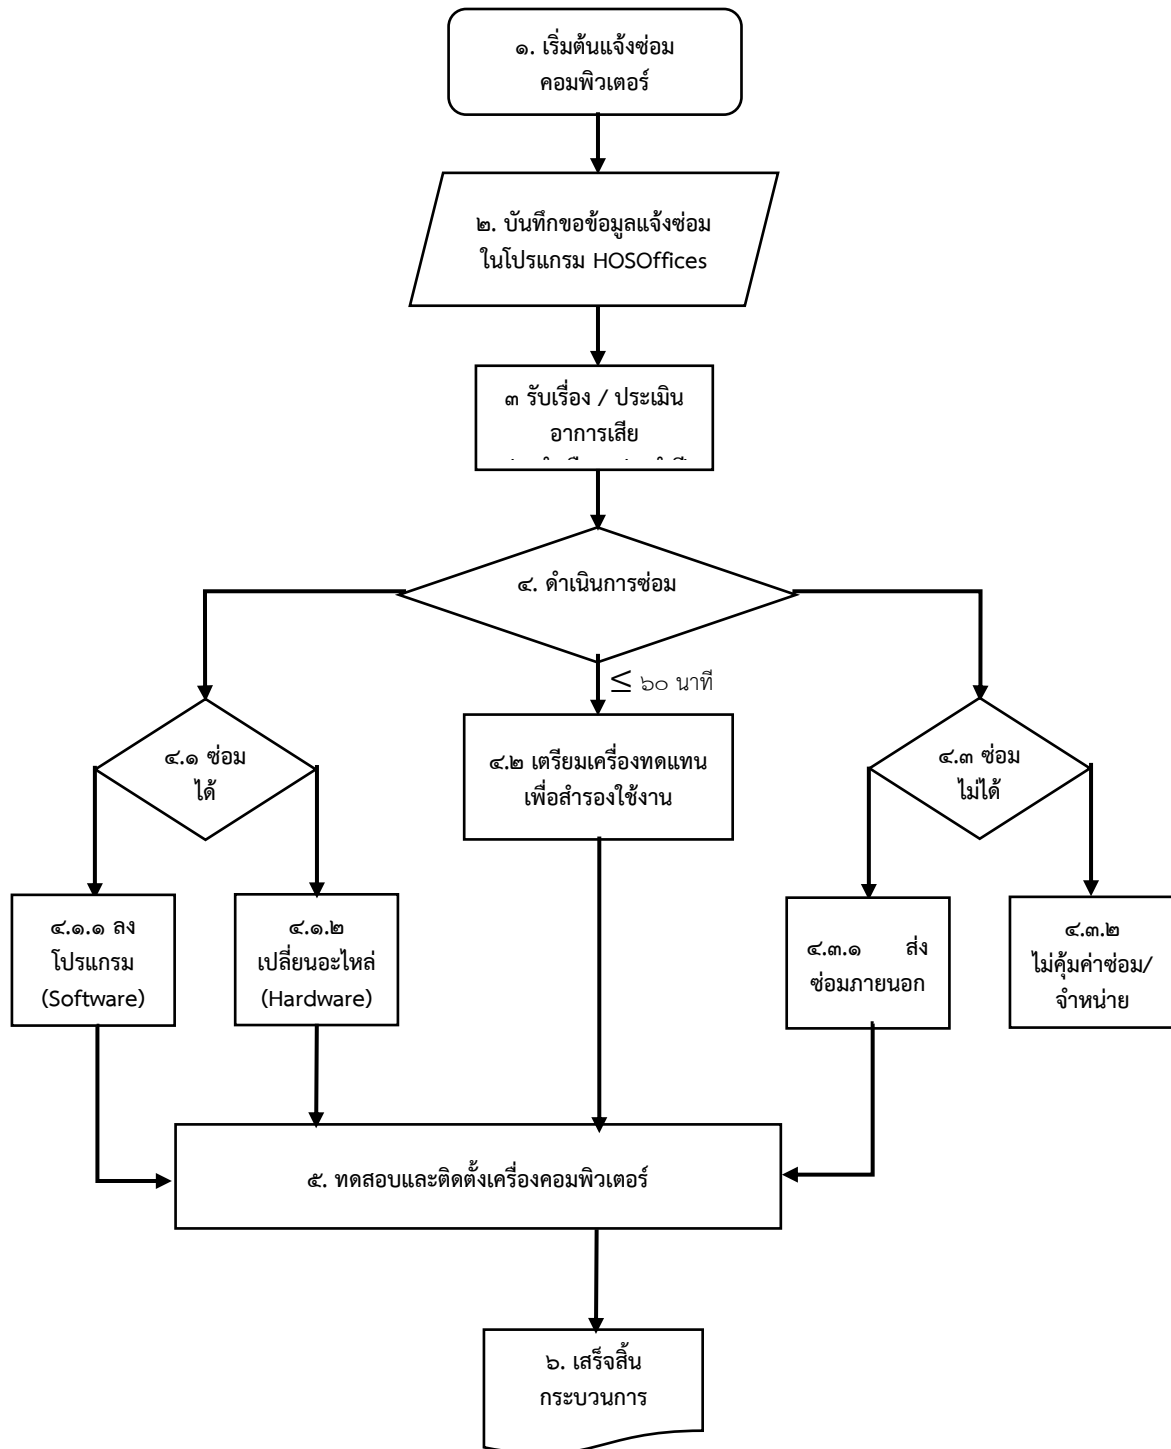 ๑. เริ่มต้นแจ้งซ่อม
คอมพิวเตอร์
๒. บันทึกขอข้อมูลแจ้งซ่อม
ในโปรแกรม HOSOffices
๓ รับเรื่อง / ประเมิน
อาการเสีย
๔. ดำเนินการซ่อม
≤ ๖๐ นาที
๔.๑ ซ่อม
ได้
๔.๒ เตรียมเครื่องทดแทน
เพื่อสำรองใช้งาน
๔.๓ ซ่อม
ไม่ได้
๔.๑.๑ ลง
โปรแกรม
(Software)
๔.๑.๒
เปลี่ยนอะไหล่
(Hardware)
๔.๓.๑ ส่ง
ซ่อมภายนอก
๔.๓.๒
ไม่คุ้มค่าซ่อม/
จำหน่าย
๕. ทดสอบและติดตั้งเครื่องคอมพิวเตอร์
๖. เสร็จสิ้น
กระบวนการ